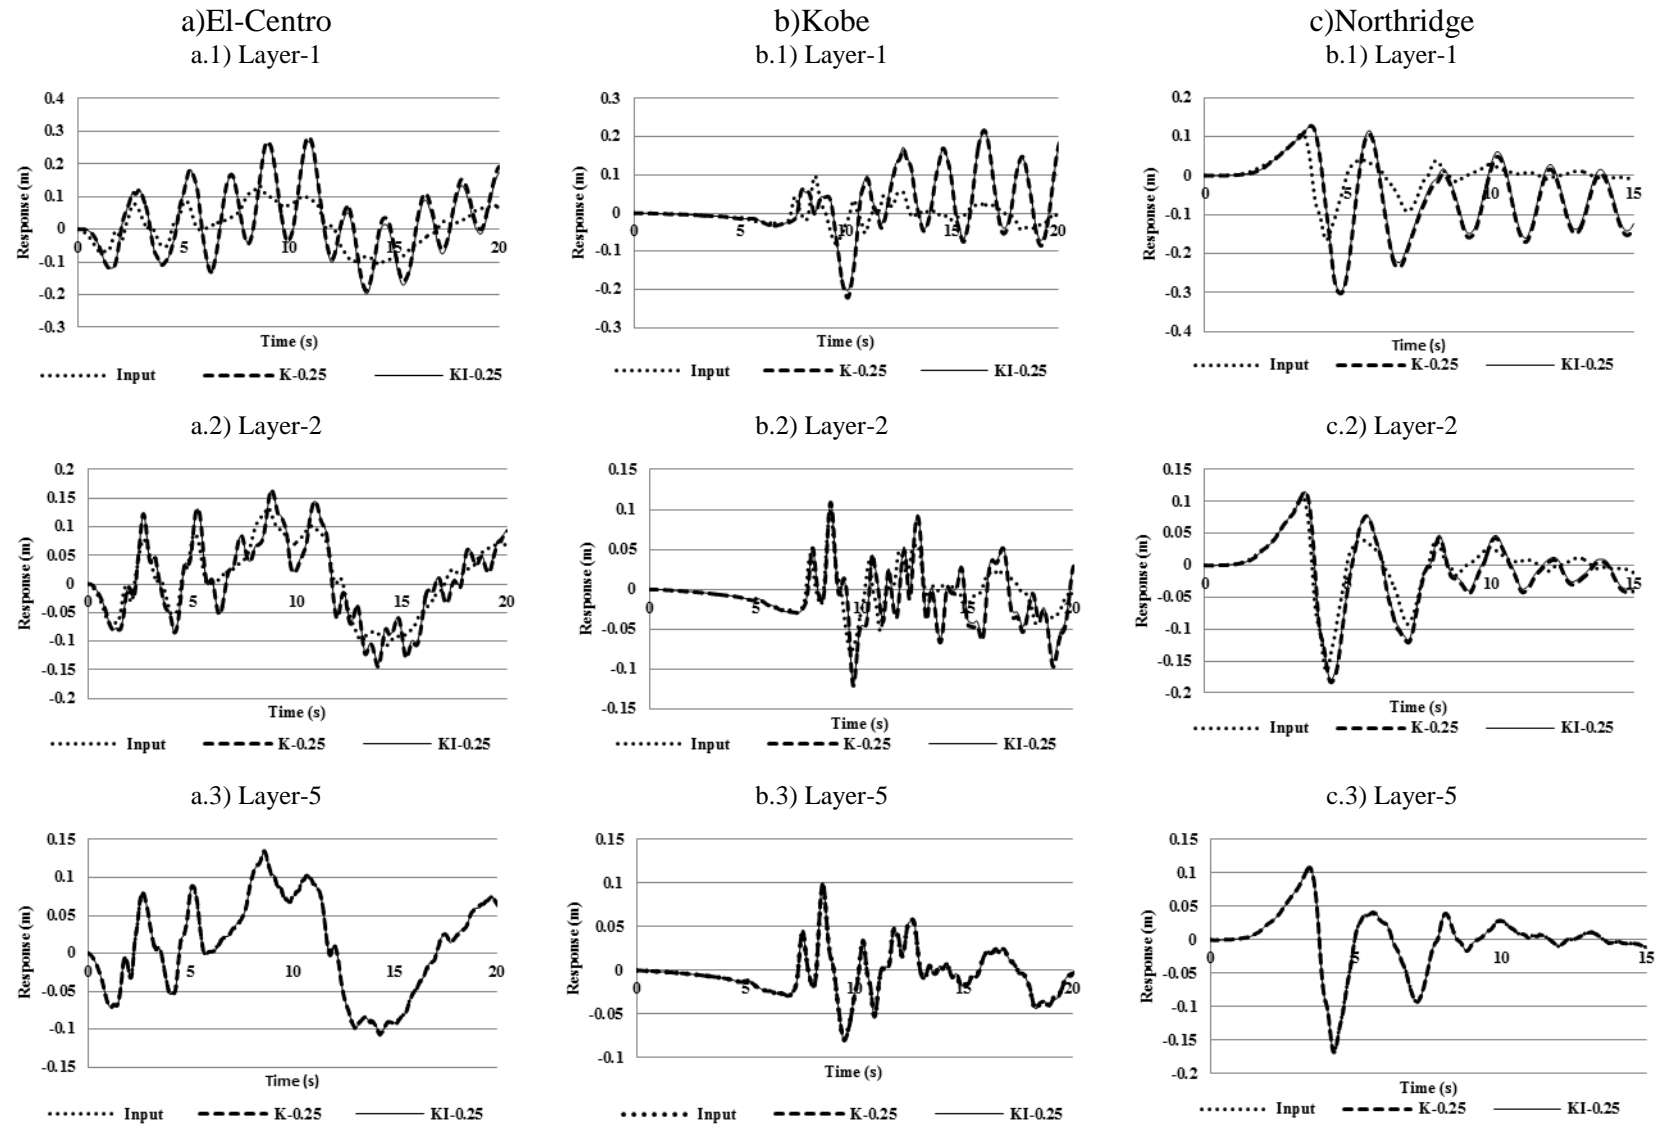 a)El-Centro
b)Kobe
c)Northridge
a.1) Layer-1
b.1) Layer-1
b.1) Layer-1
0.4
0.3
0.2
0.1
0
-0.1
-0.2
-0.3
0 5 10 15 20
Response (m)
Time (s)
Input K-0.25 KI-0.25
0.3
0.2
0.1
0
-0.1
-0.2
-0.3
0 5 10 15 20
Response (m)
Time (s)
Input K-0.25 KI-0.25
0.2
0.1
0
-0.1
-0.2
-0.3
-0.4
0 5 10 15
Response (m)
Time (s)
Input K-0.25 KI-0.25
a.2) Layer-2
b.2) Layer-2
c.2) Layer-2
0.2
0.15
0.1
0.05
0
-0.05
-0.1
-0.15
-0.2
0 5 10 15 20
Response (m)
Time (s)
Input K-0.25 KI-0.25
0.15
0.1
0.05
0
-0.05
-0.1
-0.15
0 5 10 15 20
Response (m)
Time (s)
Input K-0.25 KI-0.25
0.15
0.1
0.05
0
-0.05
-0.1
-0.15
-0.2
0 5 10 15
Response (m)
Time (s)
Input K-0.25 KI-0.25
a.3) Layer-5
b.3) Layer-5
c.3) Layer-5
0.15
0.1
0.05
0
-0.05
-0.1
-0.15
0 5 10 15 20
Response (m)
Time (s)
Input K-0.25 KI-0.25
0.15
0.1
0.05
0
-0.05
-0.1
0 5 10 15 20
Response (m)
Time (s)
Input K-0.25 KI-0.25
0.15
0.1
0.05
0
-0.05
-0.1
-0.15
-0.2
0 5 10 15
Response (m)
Time (s)
Input K-0.25 KI-0.25